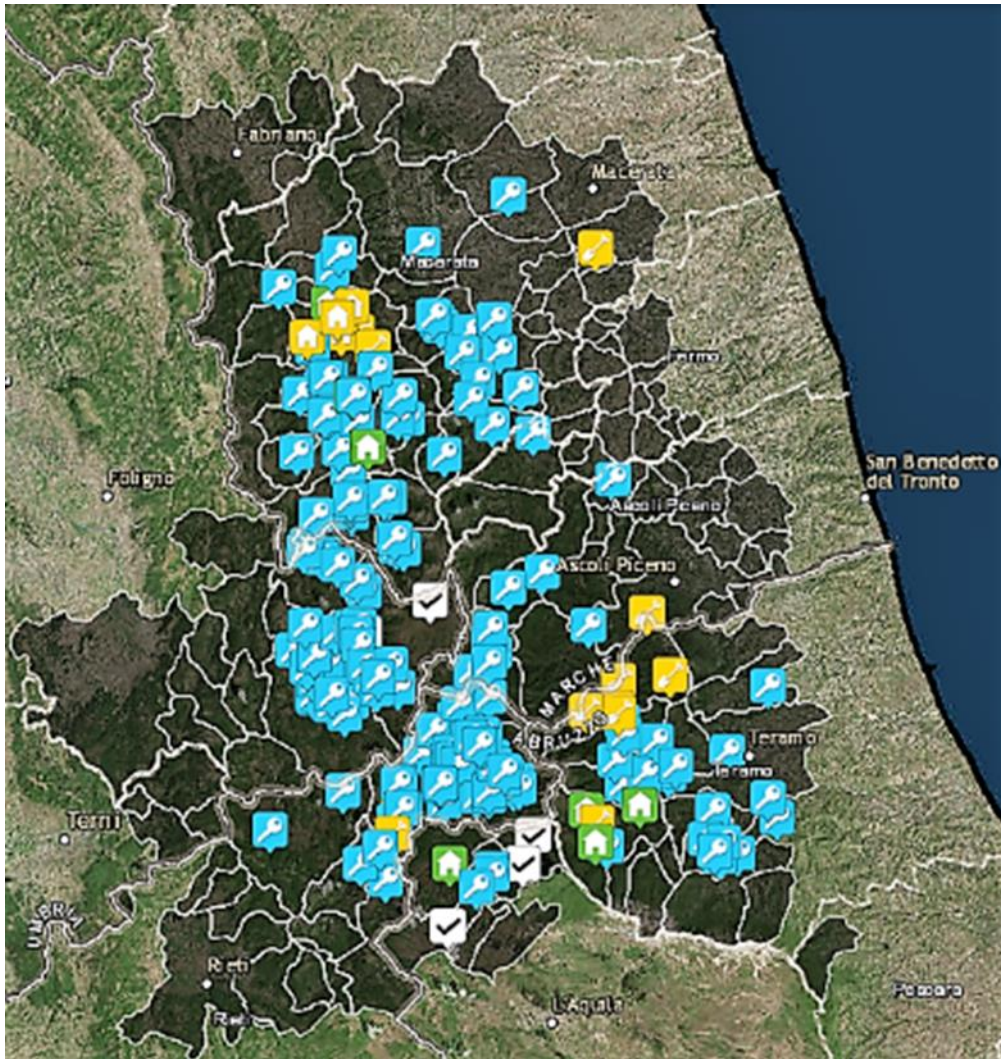 Fabriano
Macerata
Macerata
Fermo
Foligno
San Benedetto
del Tronto
Ascoli Piceno
Ascoli Piceno
MARCHE
ABRUZZO
Teramo
Teramo
Terni
UMBRIA
Rieti
Rieti
L'Aquila
Pescara